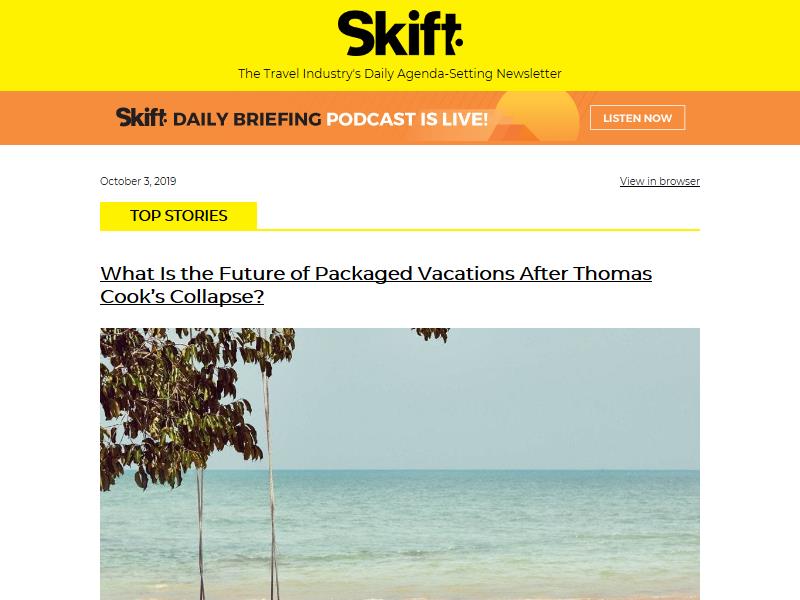 Skift
The Travel Industry's Daily Agenda-Setting Newsletter
Skift DAILY BRIEFING PODCAST IS LIVE!
LISTEN NOW
October 3, 2019
View in browser
TOP STORIES
What Is the Future of Packaged Vacations After Thomas
Cook’s Collapse?